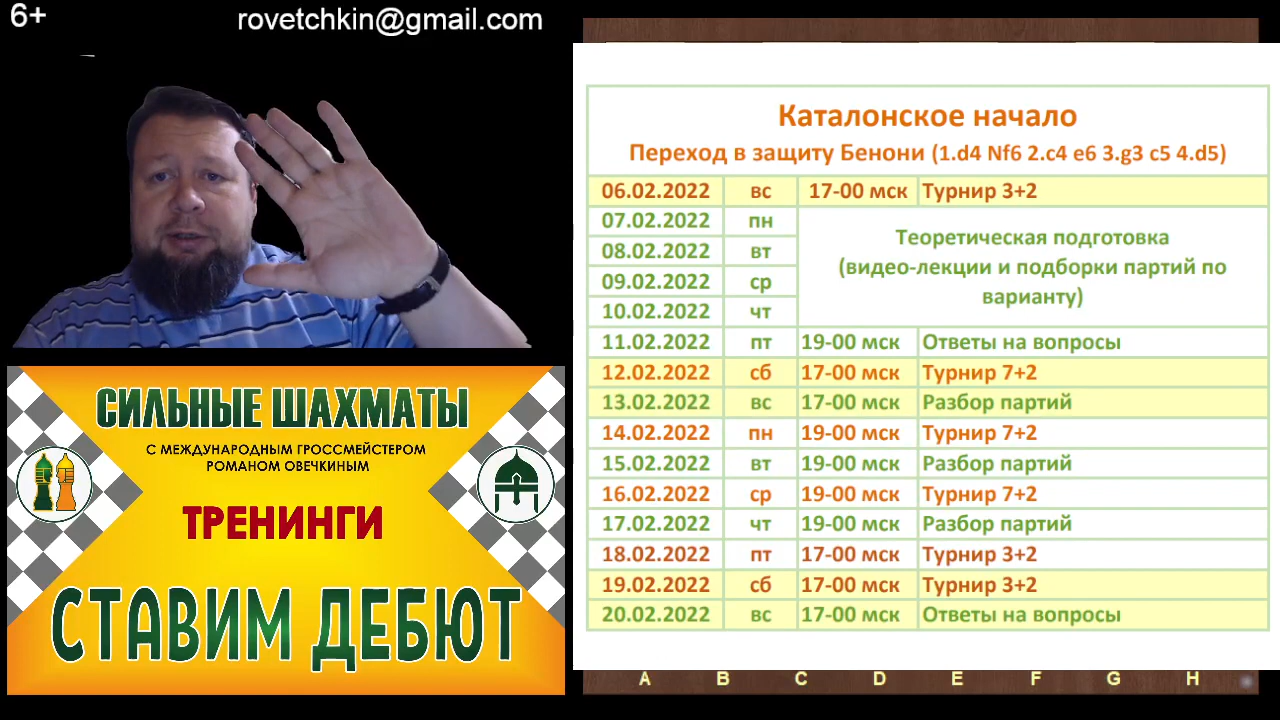 6+
rovetchkin@gmail.com
СИЛЬНЫЕ ШАХМАТЫ
С МЕЖДУНАРОДНЫМ ГРОССМЕЙСТЕРОМ
РОМАНОМ ОВЕЧКИНЫМ
ТРЕНИНГИ
СТАВИМ ДЕБЮТ
Каталонское начало
Переход в защиту Бенони (1.d4 Nf6 2.c4 e6 3.g3 c5 4.d5)
06.02.2022 вс 17-00 мск Турнир 3+2
07.02.2022 пн
08.02.2022 вт
09.02.2022 ср
10.02.2022 чт
Теоретическая подготовка
(видео-лекции и подборки партий по
варианту)
11.02.2022 пт 19-00 мск Ответы на вопросы
12.02.2022 сб 17-00 мск Турнир 7+2
13.02.2022 вс 17-00 мск Разбор партий
14.02.2022 пн 19-00 мск Турнир 7+2
15.02.2022 вт 19-00 мск Разбор партий
16.02.2022 ср 19-00 мск Турнир 7+2
17.02.2022 чт 19-00 мск Разбор партий
18.02.2022 пт 17-00 мск Турнир 3+2
19.02.2022 сб 17-00 мск Турнир 3+2
20.02.2022 вс 17-00 мск Ответы на вопросы
A B C D E F G H